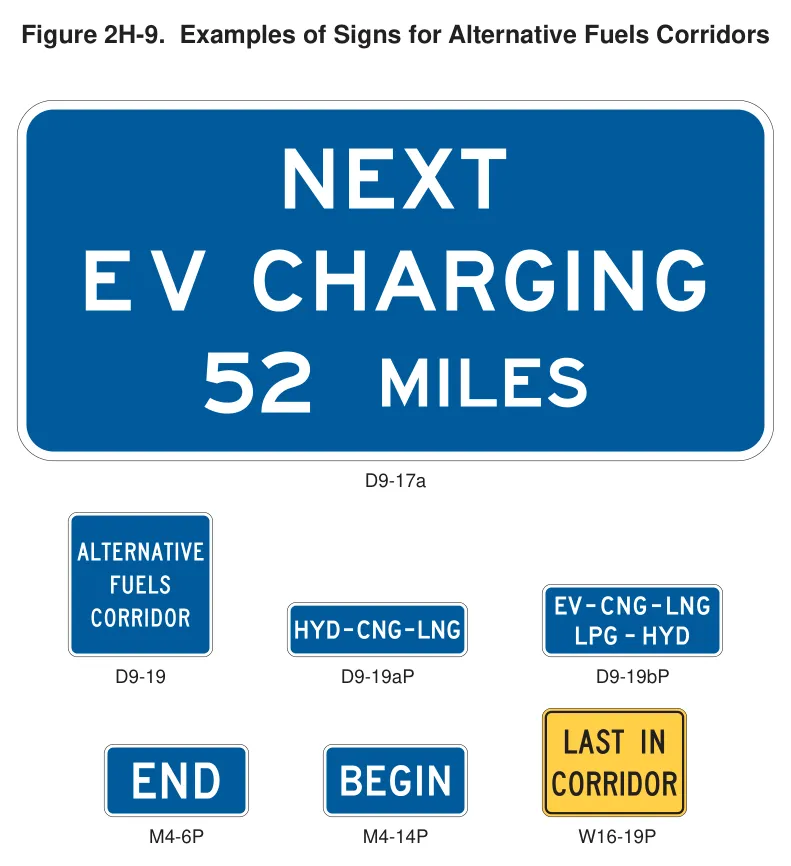 Figure 2H-9. Examples of Signs for Alternative Fuels Corridors
NEXT
EV CHARGING
52 MILES
D9-17a
ALTERNATIVE
FUELS
CORRIDOR
D9-19
HYD-CNG-LNG
D9-19aP
EV-CNG-LNG
LPG-HYD
D9-19bP
END
M4-6P
BEGIN
M4-14P
LAST IN
CORRIDOR
W16-19P